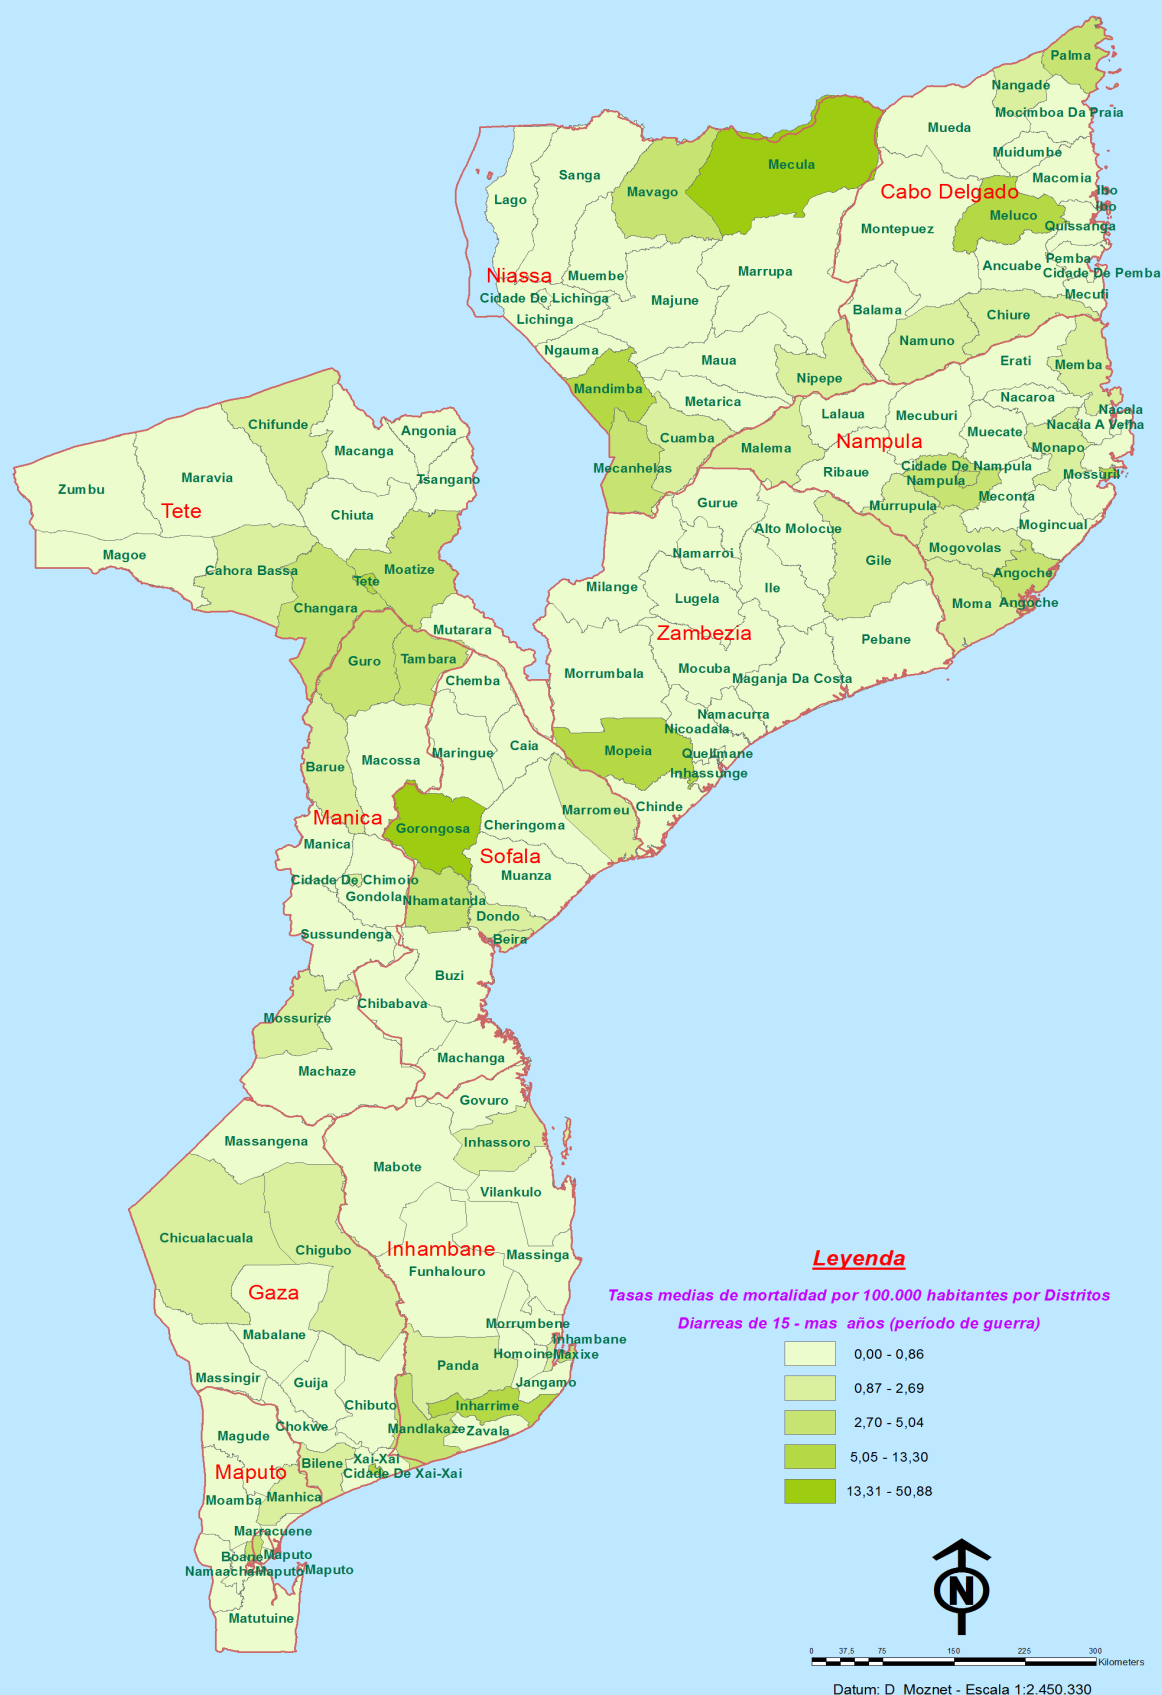 Palma
Nangade
Mocimboa Da Praia
Mueda
Muidumbe
Mecula
Sanga
Macomia
Mavago
Cabo Delgado
Ibo
Lago
Ibo
Meluco
Quissanga
Montepuez
Pemba
Ancuabe
Cidade De Pemba
Niassa
Muembe
Marrupa
Mecufi
Cidade De Lichinga
Majune
Balama
Chiure
Lichinga
Namuno
Ngauma
Maua
Erati
Memba
Nipepe
Mandimba
Nacaroa
Metarica
Nacala
Lalaua
Mecuburi
Chifunde
Nacala A Velha
Angonia
Muecate
Cuamba
Nampula
Monapo
Macanga
Malema
Mecanhelas
Cidade De Nampula
Maravia
Ribaue
Mossuril
Tsangano
Nampula
Zumbu
Meconta
Gurue
Murrupula
Tete
Chiuta
Alto Molocue
Mogincual
Magoe
Namarroi
Mogovolas
Gile
Cahora Bassa
Moatize
Angoche
Tete
Milange
Ile
Lugela
Moma
Angoche
Changara
Mutarara
Zambezia
Pebane
Guro
Tambara
Mocuba
Morrumbala
Chemba
Maganja Da Costa
Namacurra
Nicoadala
Caia
Mopeia
Maringue
Quelimane
Macossa
Barue
Inhassunge
Chinde
Marromeu
Manica
Cheringoma
Gorongosa
Manica
Sofala
Muanza
Cidade De Chimoio
Gondola
Nhamatanda
Dondo
Sussundenga
Beira
Buzi
Chibabava
Mossurize
Machanga
Machaze
Govuro
Massangena
Inhassoro
Mabote
Vilankulo
Chicualacuala
Chigubo
Inhambane
Massinga
Funhalouro
Gaza
Morrumbene
Mabalane
Inhambane
Homoine
Maxixe
Panda
Massingir
Guija
Jangamo
Chibuto
Inharrime
Chokwe
Mandlakaze
Zavala
Magude
Xai-Xai
Bilene
Maputo
Cidade De Xai-Xai
Moamba
Manhica
Marracuene
Boane
Maputo
Namaacha
Maputo
Maputo
Matutuine
Leyenda
Tasas medias de mortalidad por 100.000 habitantes por Distritos
Diarreas de 15 - mas años (período de guerra)
0,00 - 0,86
0,87 - 2,69
2,70 - 5,04
5,05 - 13,30
13,31 - 50,88
N
0 37,5 75 150 225 300
Kilometers
Datum: D_Moznet - Escala 1:2.450.330